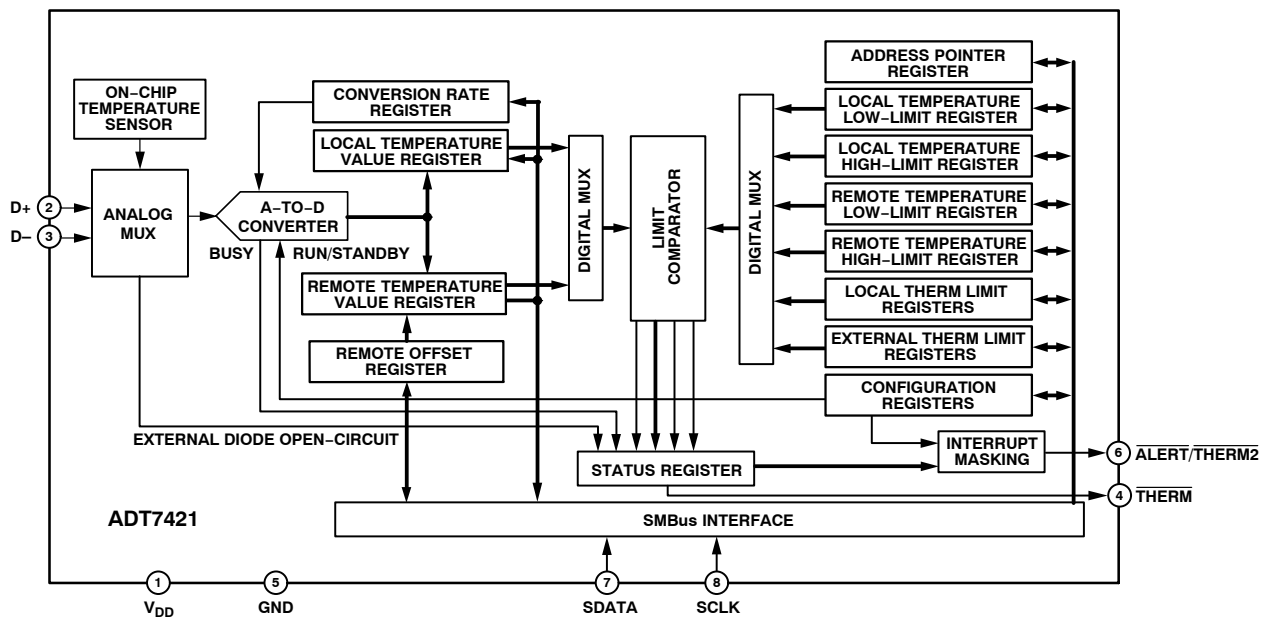 ADDRESS POINTER
REGISTER
ON–CHIP
TEMPERATURE
SENSOR
CONVERSION RATE
REGISTER
LOCAL TEMPERATURE
LOW–LIMIT REGISTER
LOCAL TEMPERATURE
VALUE REGISTER
LOCAL TEMPERATURE
HIGH–LIMIT REGISTER
D+ 2
D– 3
ANALOG
MUX
A–TO–D
CONVERTER
BUSY
RUN/STANDBY
DIGITAL MUX
LIMIT
COMPARATOR
DIGITAL MUX
REMOTE TEMPERATURE
LOW–LIMIT REGISTER
REMOTE TEMPERATURE
HIGH–LIMIT REGISTER
REMOTE TEMPERATURE
VALUE REGISTER
LOCAL THERM LIMIT
REGISTERS
REMOTE OFFSET
REGISTER
EXTERNAL THERM LIMIT
REGISTERS
CONFIGURATION
REGISTERS
EXTERNAL DIODE OPEN–CIRCUIT
INTERRUPT
MASKING
6 ALERT/THERM2
STATUS REGISTER
4 THERM
ADT7421
SMBus INTERFACE
1
VDD
5
GND
7
SDATA
8
SCLK